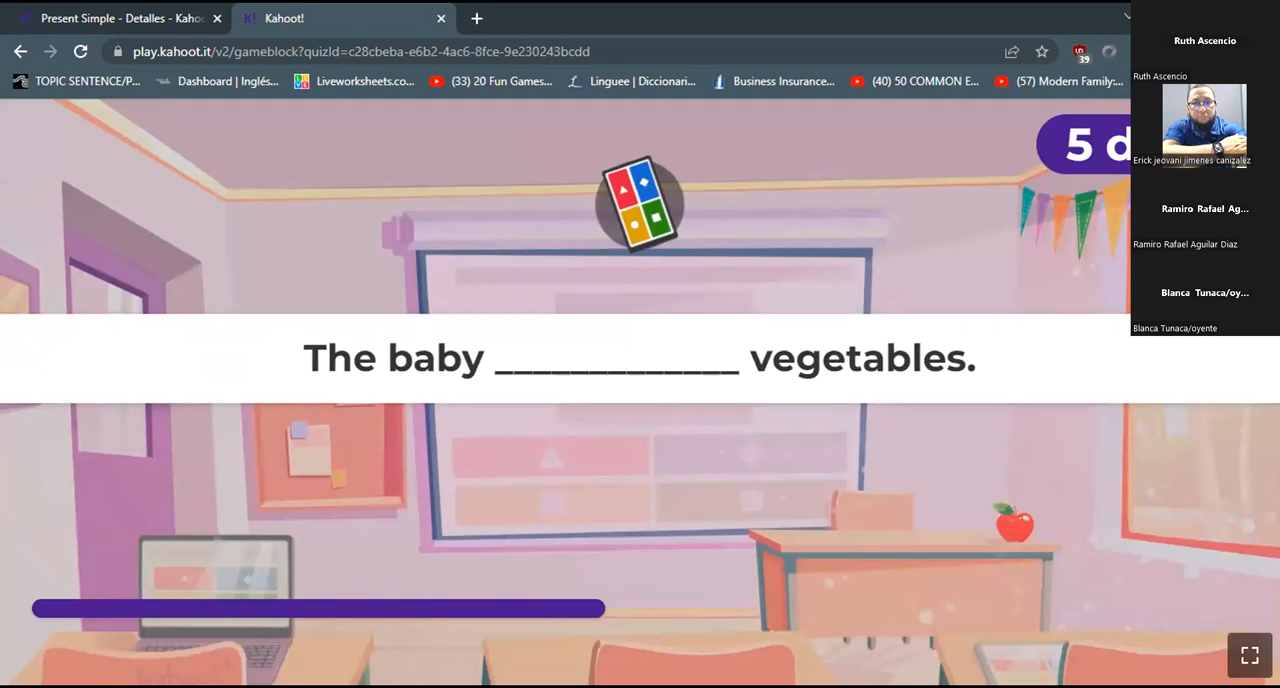 Present Simple - Detalles - Kahoo
Kahoot!
play.kahoot.it/v2/gameblock?quizId=c28cbeba-e6b2-4ac6-8fce-9e230243bcdd
39
TOPIC SENTENCE/P...
Dashboard | Inglés...
Liveworksheets.co...
(33) 20 Fun Games...
Linguee | Diccionari...
Business Insurance...
(40) 50 COMMON E...
(57) Modern Family:...
5 d
Ruth Ascencio
Ruth Ascencio
Erick jeovani jimenes canizalez
Ramiro Rafael Ag...
Ramiro Rafael Aguilar Diaz
Blanca Tunaca/oy...
Blanca Tunaca/oyente
The baby _____________ vegetables.